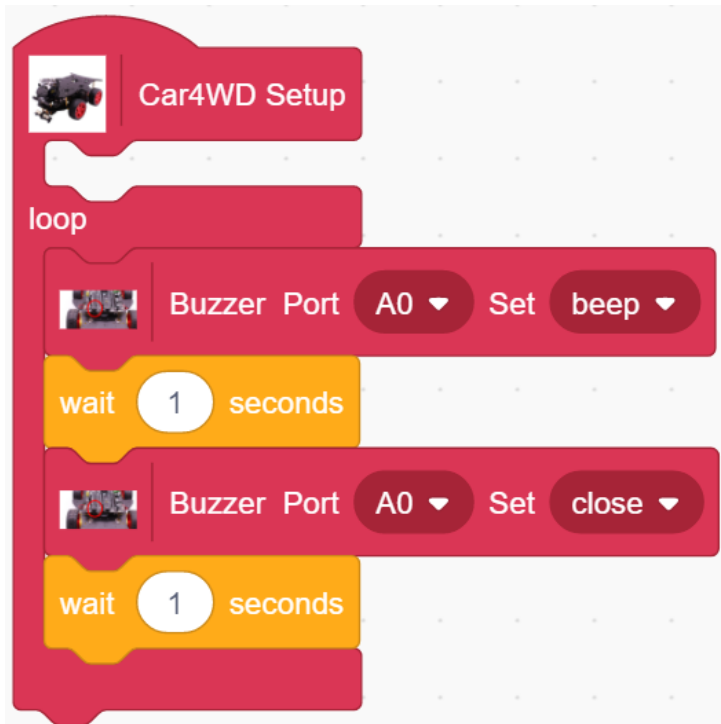 Car4WD Setup
loop
Buzzer Port A0 Set beep
wait 1 seconds
Buzzer Port A0 Set close
wait 1 seconds